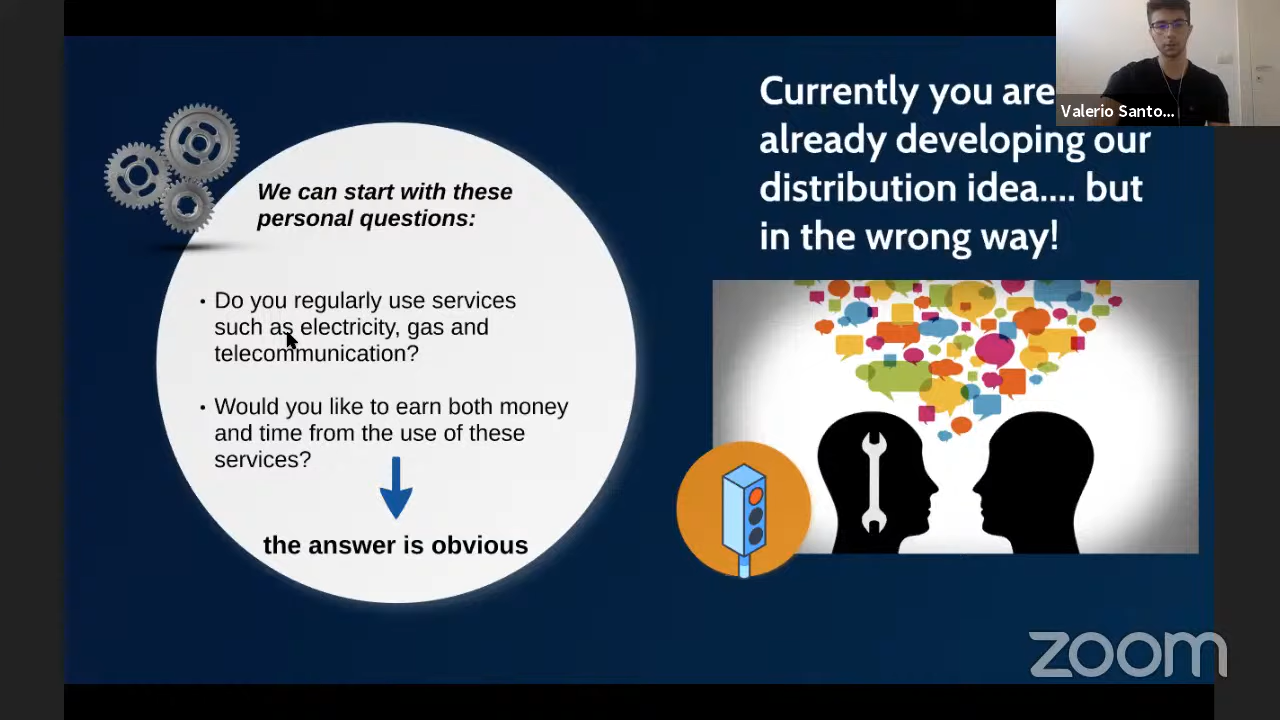 We can start with these
personal questions:
• Do you regularly use services
such as electricity, gas and
telecommunication?
• Would you like to earn both money
and time from the use of these
services?
the answer is obvious
Currently you are
already developing our
distribution idea.... but
in the wrong way!
Valerio Santo...
zoom